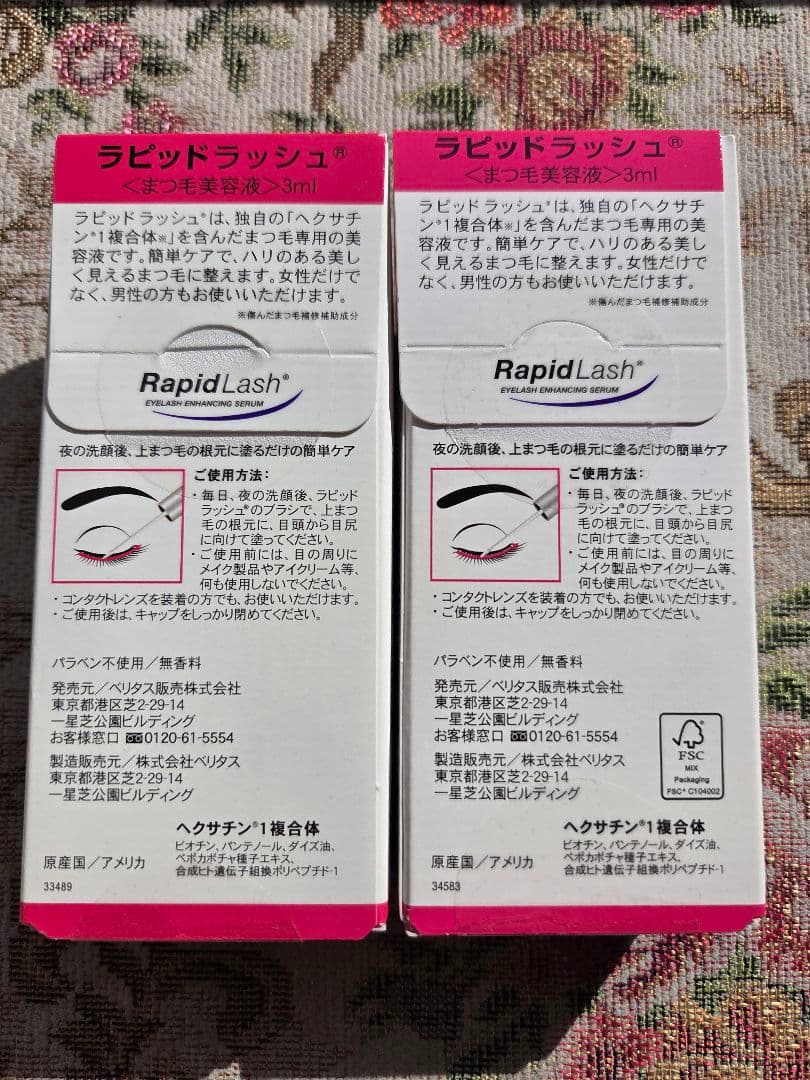 ラピッドラッシュ®
＜まつ毛美容液＞3ml
ラピッドラッシュ®は、独自の「ヘクサチ
ン®1複合体※」を含んだまつ毛専用の美
容液です。簡単ケアで、ハリのある美し
く見えるまつ毛に整えます。女性だけで
なく、男性の方もお使いいただけます。
※傷んだまつ毛補修補助成分
RapidLash®
EYELASH ENHANCING SERUM
夜の洗顔後、上まつ毛の根元に塗るだけの簡単ケア
ご使用方法：
・毎日、夜の洗顔後、ラピッド
ラッシュ®のブラシで、上まつ
毛の根元に、目頭から目尻
に向けて塗ってください。
・ご使用前には、目の周りに
メイク製品やアイクリーム等、
何も使用しないでください。
・コンタクトレンズを装着の方でも、お使いいただけます。
・ご使用後は、キャップをしっかり閉めてください。
パラベン不使用／無香料
発売元／ベリタス販売株式会社
東京都港区芝2-29-14
一星芝公園ビルディング
お客様窓口 0120-61-5554
製造販売元／株式会社ベリタス
東京都港区芝2-29-14
一星芝公園ビルディング
ヘクサチン®1複合体
ビオチン、パンテノール、ダイズ油、
ペポカボチャ種子エキス、
合成ヒト遺伝子組換ポリペプチド-1
原産国／アメリカ
33489
ラピッドラッシュ®
＜まつ毛美容液＞3ml
ラピッドラッシュ®は、独自の「ヘクサチ
ン®1複合体※」を含んだまつ毛専用の美
容液です。簡単ケアで、ハリのある美し
く見えるまつ毛に整えます。女性だけで
なく、男性の方もお使いいただけます。
※傷んだまつ毛補修補助成分
RapidLash®
EYELASH ENHANCING SERUM
夜の洗顔後、上まつ毛の根元に塗るだけの簡単ケア
ご使用方法：
・毎日、夜の洗顔後、ラピッド
ラッシュ®のブラシで、上まつ
毛の根元に、目頭から目尻
に向けて塗ってください。
・ご使用前には、目の周りに
メイク製品やアイクリーム等、
何も使用しないでください。
・コンタクトレンズを装着の方でも、お使いいただけます。
・ご使用後は、キャップをしっかり閉めてください。
パラベン不使用／無香料
発売元／ベリタス販売株式会社
東京都港区芝2-29-14
一星芝公園ビルディング
お客様窓口 0120-61-5554
製造販売元／株式会社ベリタス
東京都港区芝2-29-14
一星芝公園ビルディング
FSC
MIX
Packaging
FSC® C104002
ヘクサチン®1複合体
ビオチン、パンテノール、ダイズ油、
ペポカボチャ種子エキス、
合成ヒト遺伝子組換ポリペプチド-1
原産国／アメリカ
34583